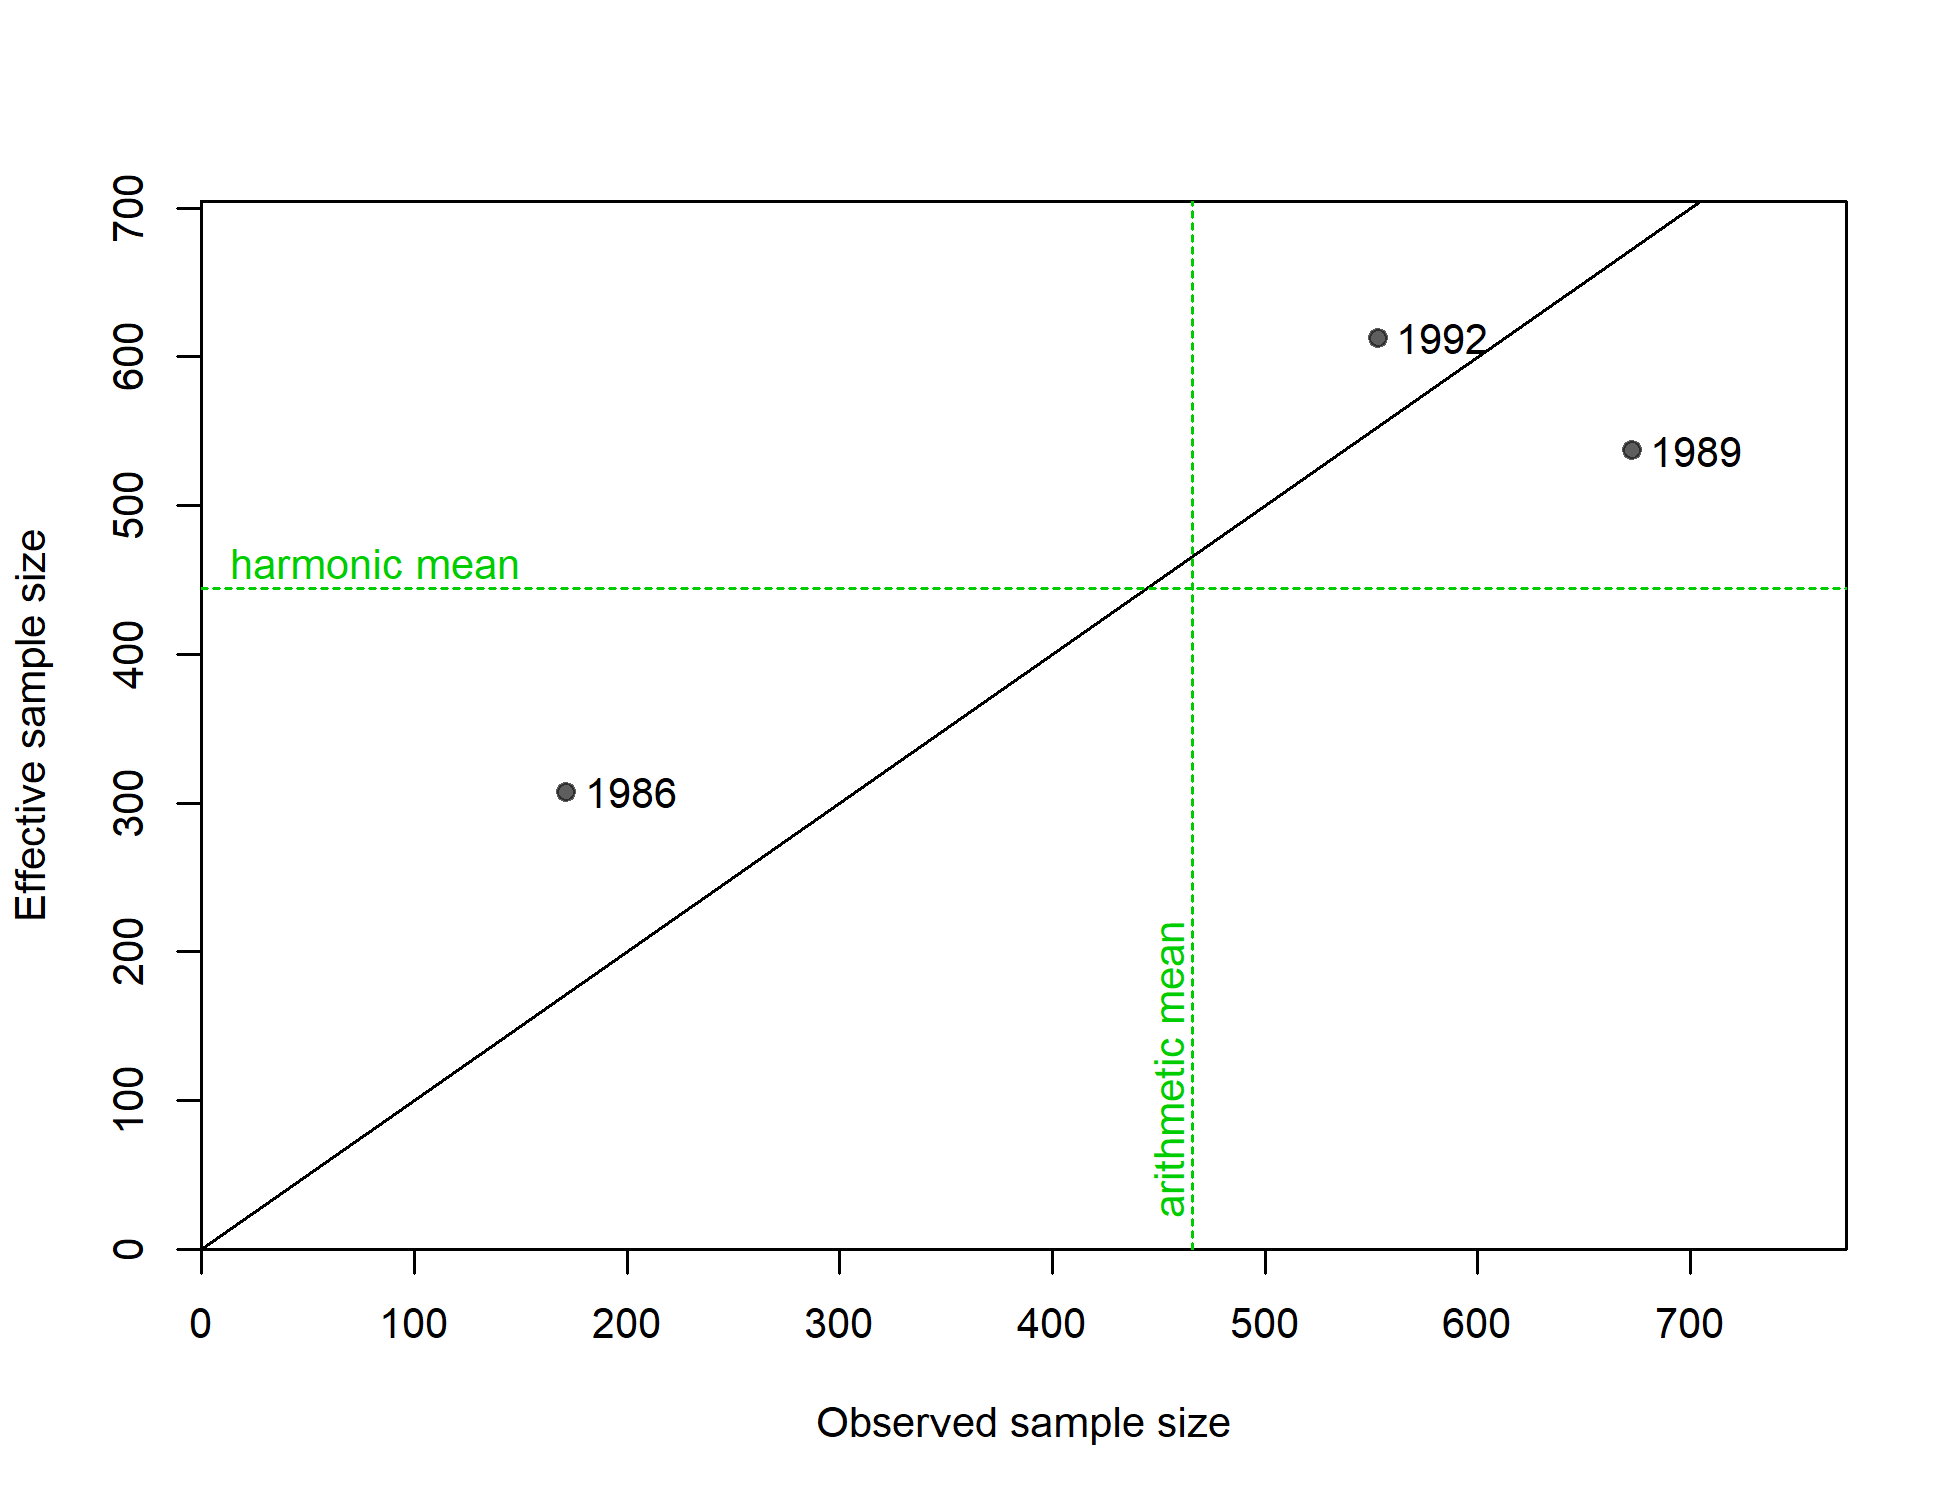 700
600
500
400
300
200
100
0
Effective sample size
1992
1989
harmonic mean
1986
arithmetic mean
0 100 200 300 400 500 600 700
Observed sample size